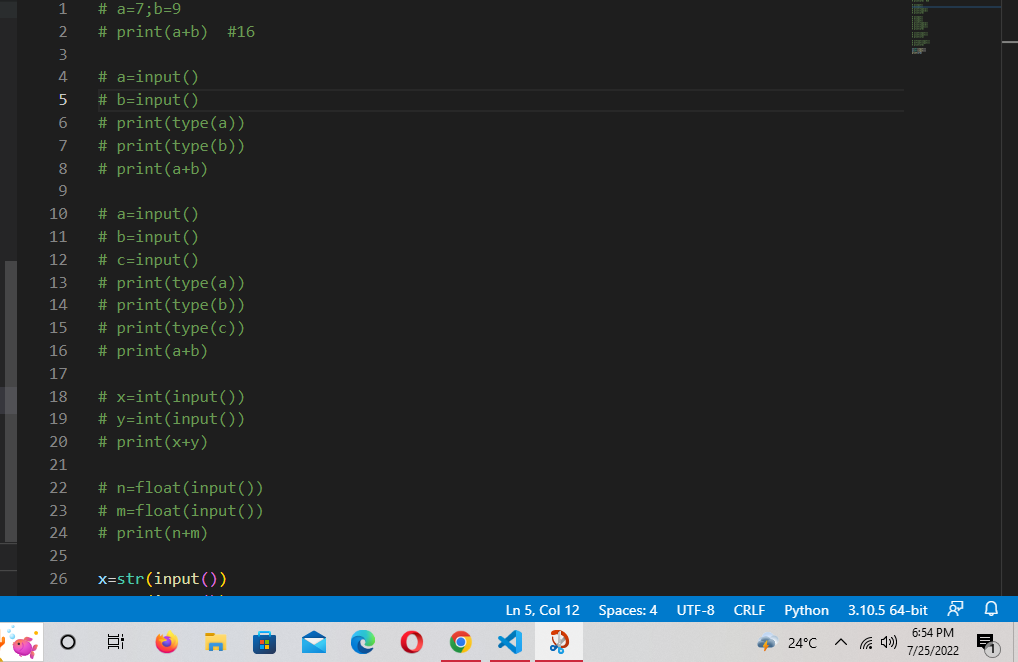 1 # a=7;b=9
2 # print(a+b)  #16
3
4 # a=input()
5 # b=input()
6 # print(type(a))
7 # print(type(b))
8 # print(a+b)
9
10 # a=input()
11 # b=input()
12 # c=input()
13 # print(type(a))
14 # print(type(b))
15 # print(type(c))
16 # print(a+b)
17
18 # x=int(input())
19 # y=int(input())
20 # print(x+y)
21
22 # n=float(input())
23 # m=float(input())
24 # print(n+m)
25
26 x=str(input())
Ln 5, Col 12 Spaces: 4 UTF-8 CRLF Python 3.10.5 64-bit
24°C 6:54 PM
7/25/2022 1